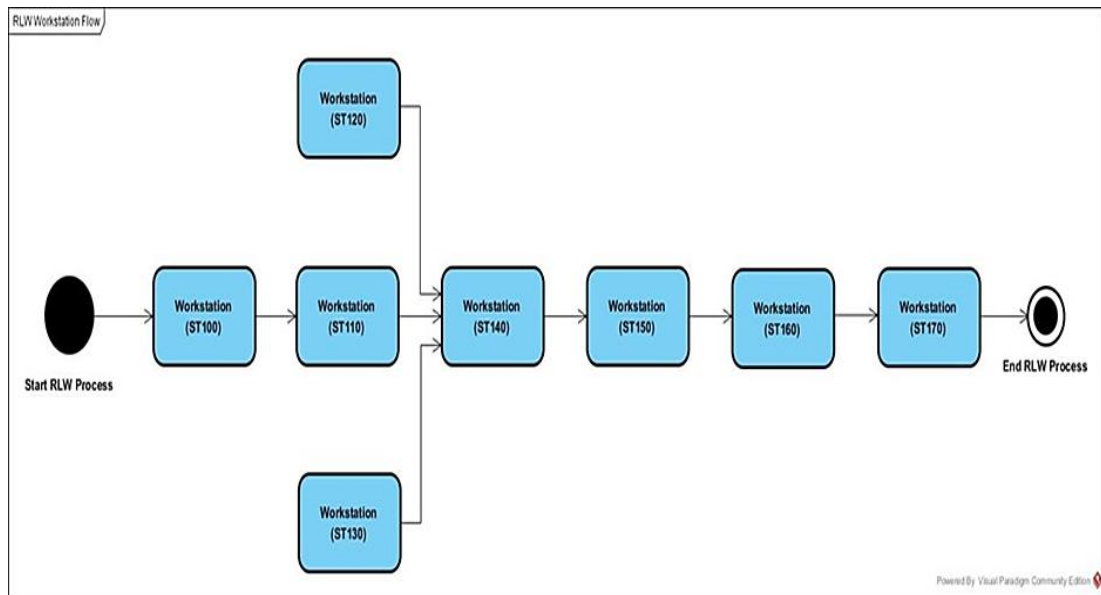 RLW Workstation Flow
Workstation
(ST120)
Workstation
(ST100)
Workstation
(ST110)
Workstation
(ST140)
Workstation
(ST150)
Workstation
(ST160)
Workstation
(ST170)
Start RLW Process
End RLW Process
Workstation
(ST130)
Powered By Visual Paradigm Community Edition